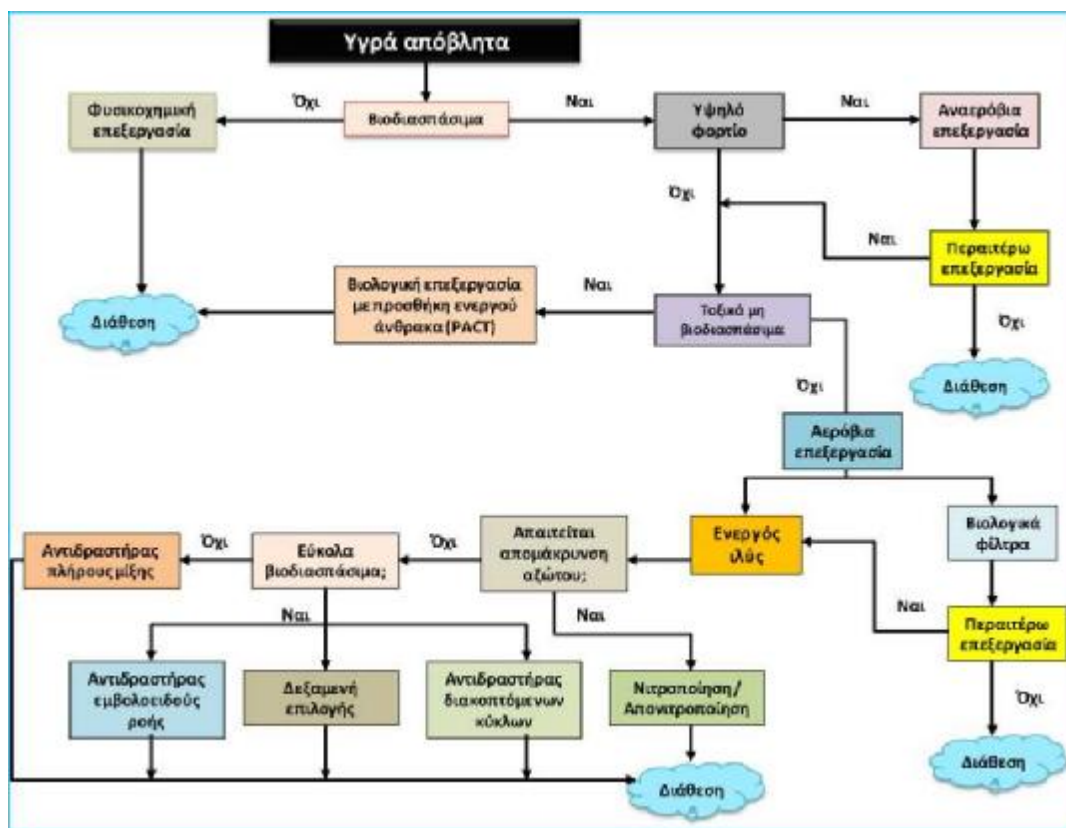 Υγρά απόβλητα
Φυσικοχημική
επεξεργασία
Όχι
Βιοδιασπάσιμα
Ναι
Υψηλό
φορτίο
Ναι
Αναερόβια
επεξεργασία
Όχι
Ναι
Περαιτέρω
επεξεργασία
Διάθεση
Βιολογική επεξεργασία
με προσθήκη ενεργού
άνθρακα (PACT)
Ναι
Τοξικά μη
βιοδιασπάσιμα
Όχι
Διάθεση
Όχι
Αερόβια
επεξεργασία
Αντιδραστήρας
πλήρους μίξης
Όχι
Εύκολα
βιοδιασπάσιμα;
Όχι
Απαιτείται
απομάκρυνση
αζώτου;
Ενεργός
ιλύς
Βιολογικά
φίλτρα
Ναι
Ναι
Ναι
Περαιτέρω
επεξεργασία
Αντιδραστήρας
εμβολοειδούς
ροής
Δεξαμενή
επιλογής
Αντιδραστήρας
διακοπτόμενων
κύκλων
Νιτροποίηση/
Απονιτροποίηση
Όχι
Διάθεση
Διάθεση